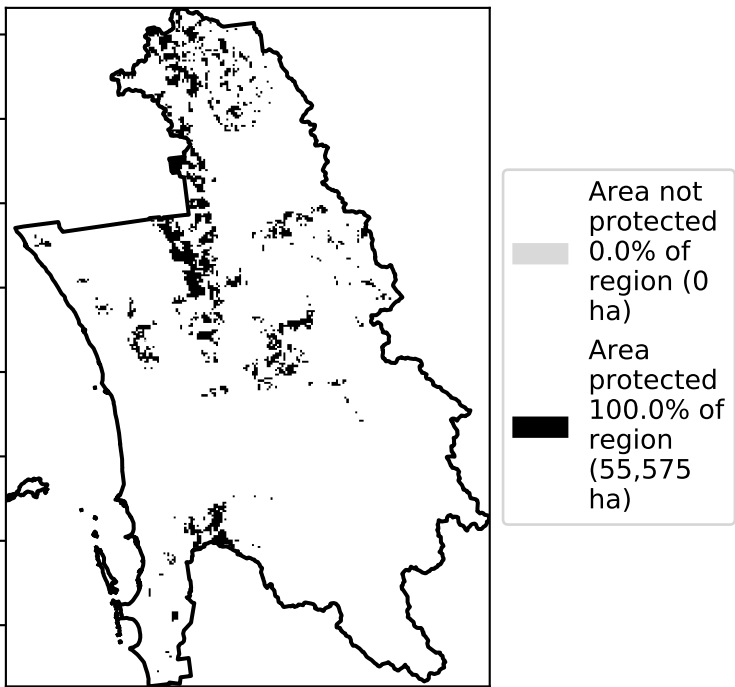 Area not
protected
0.0% of
region (0
ha)
Area
protected
100.0% of
region
(55,575
ha)